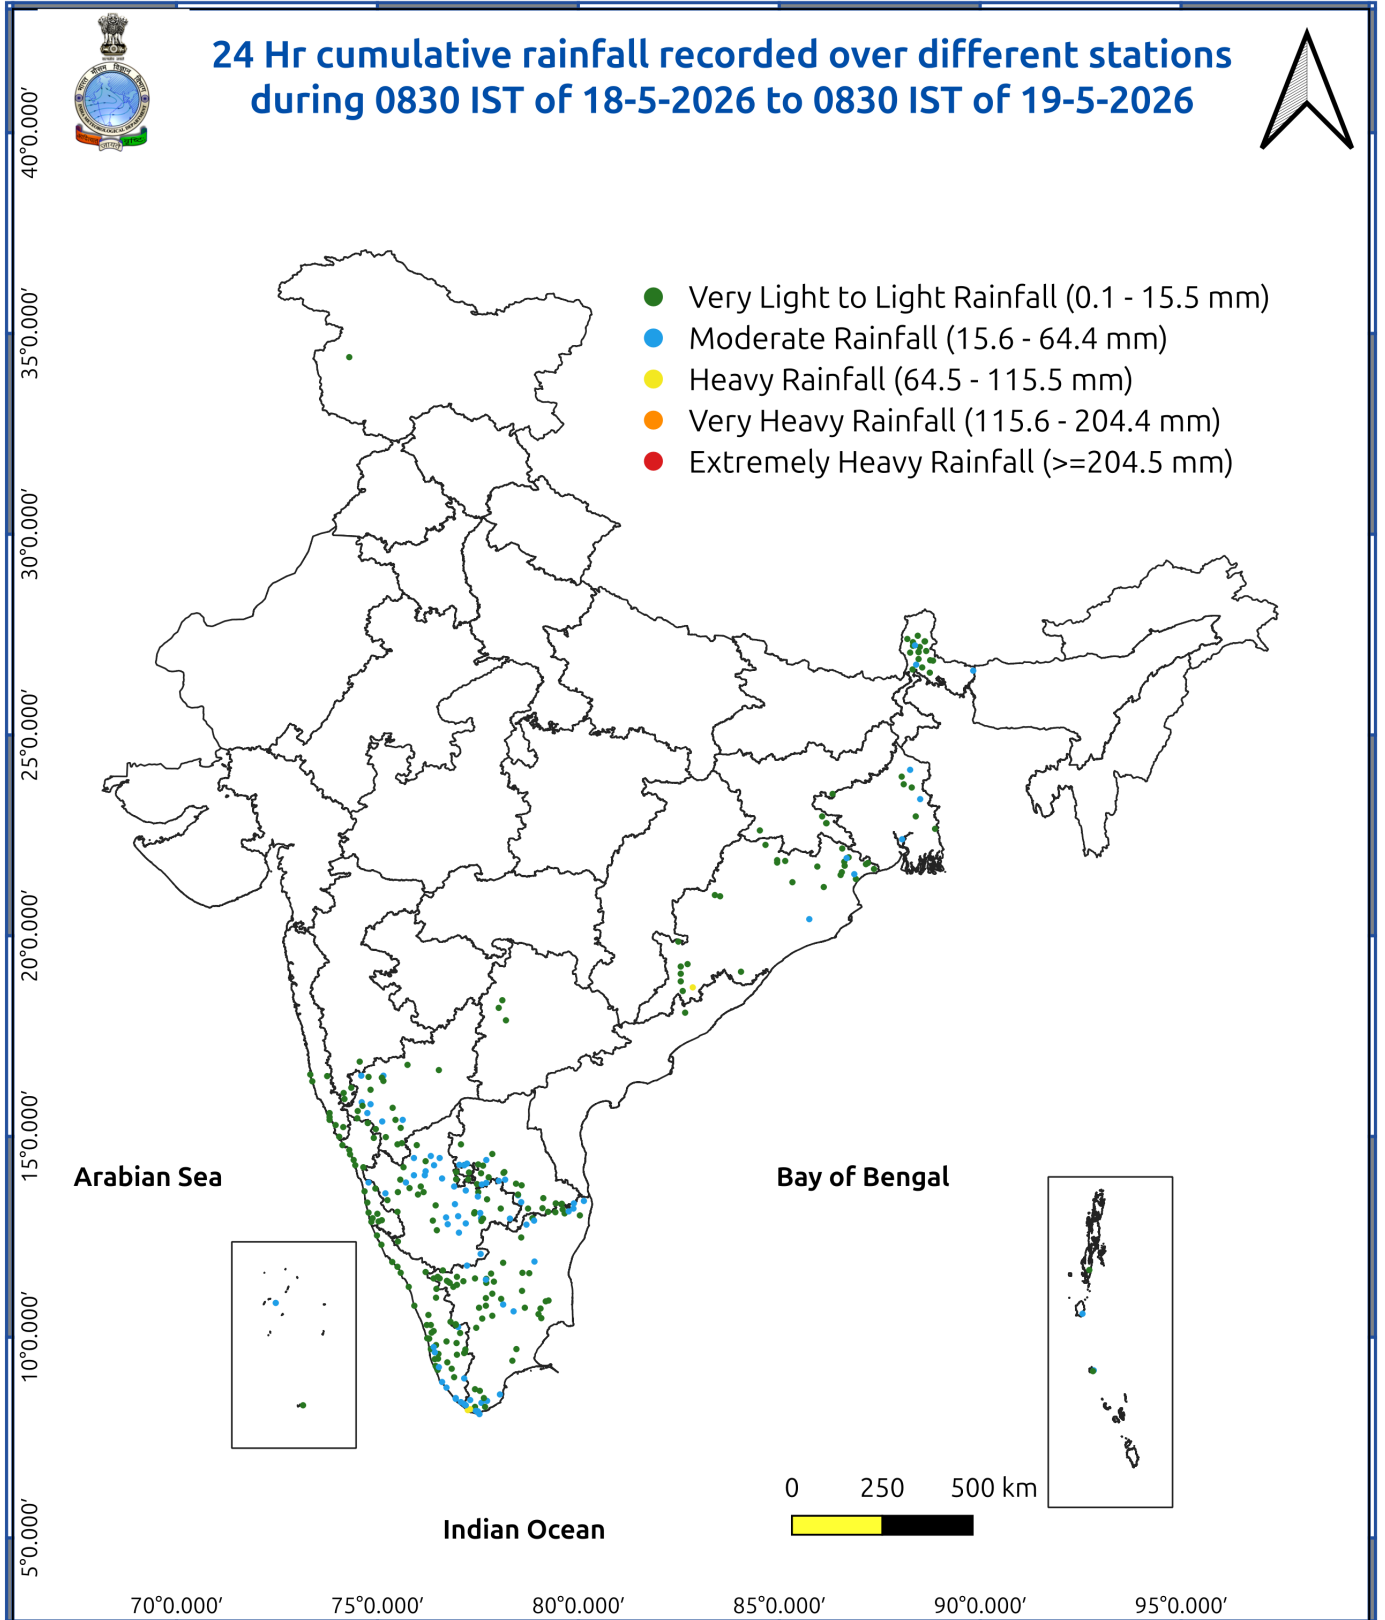 24 Hr cumulative rainfall recorded over different stations
during 0830 IST of 18-5-2026 to 0830 IST of 19-5-2026
Very Light to Light Rainfall (0.1 - 15.5 mm)
Moderate Rainfall (15.6 - 64.4 mm)
Heavy Rainfall (64.5 - 115.5 mm)
Very Heavy Rainfall (115.6 - 204.4 mm)
Extremely Heavy Rainfall (>=204.5 mm)
40°0.000′
35°0.000′
30°0.000′
25°0.000′
20°0.000′
15°0.000′
10°0.000′
5°0.000′
Arabian Sea
Bay of Bengal
Indian Ocean
0 250 500 km
70°0.000′ 75°0.000′ 80°0.000′ 85°0.000′ 90°0.000′ 95°0.000′